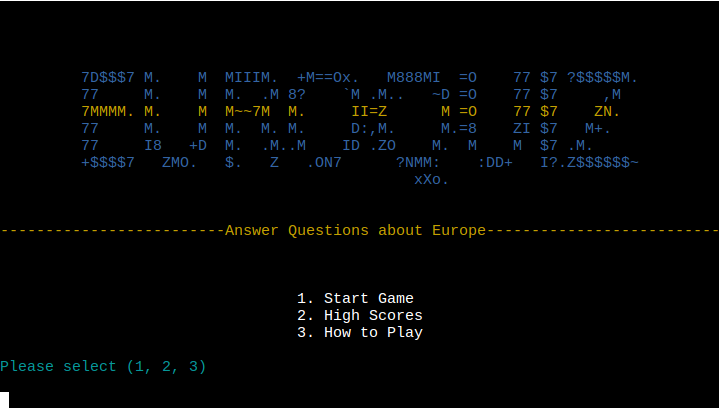 7D$$$7 M.    M  MIIIM.  +M==Ox.   M888MI  =O    77 $7 ?$$$$$M.
77     M.    M  M.  .M 8?    `M .M..   ~D =O    77 $7     ,M
7MMMM. M.    M  M~~7M  M.     II=Z      M =O    77 $7    ZN.
77     M.    M  M.  M. M.     D:,M.     M.=8    ZI $7   M+.
77     I8   +D  M.  .M..M    ID .ZO    M.  M    M  $7 .M.
+$$$$7   ZMO.   $.   Z   .ON7      ?NMM:    :DD+   I?.Z$$$$$$~
xXo.
-------------------------Answer Questions about Europe--------------------------
1. Start Game
2. High Scores
3. How to Play
Please select (1, 2, 3)